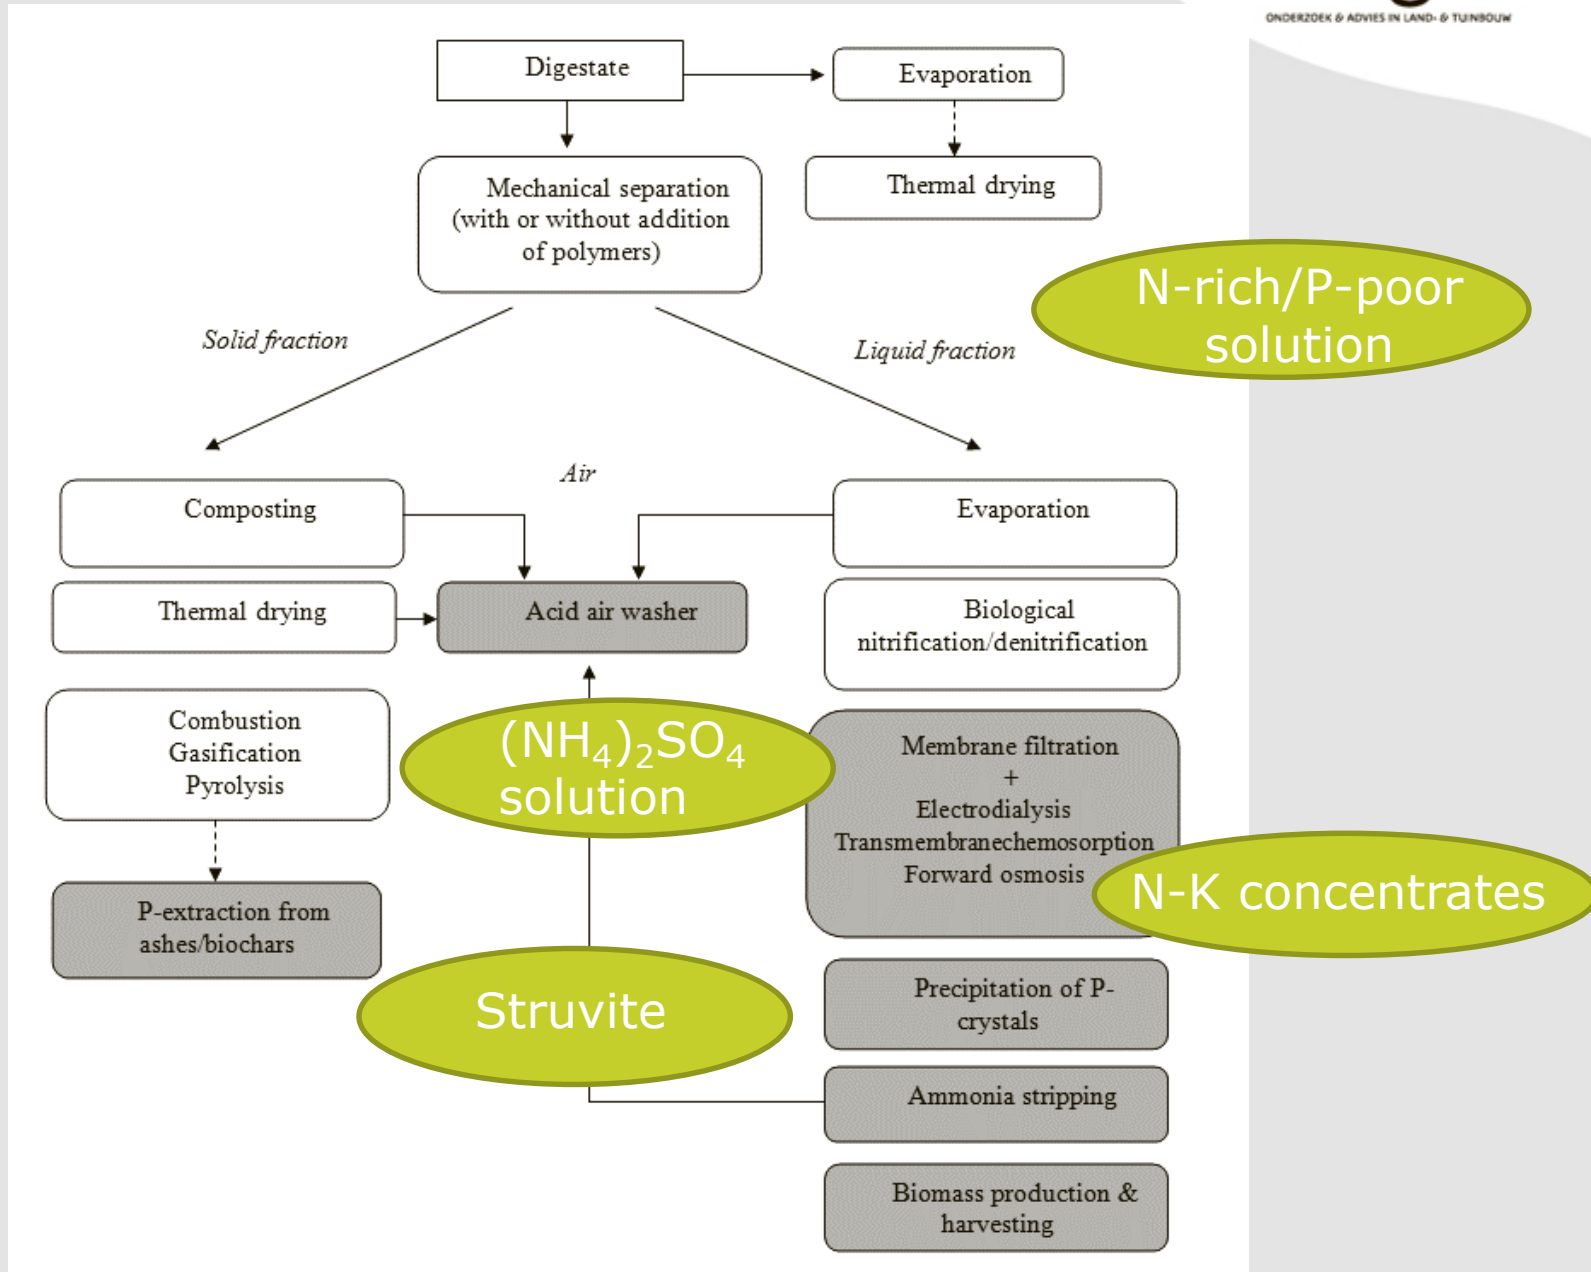 ONDERZOEK & ADVIES IN LAND- & TUINBOUW
Digestate
Evaporation
Thermal drying
Mechanical separation
(with or without addition
of polymers)
N-rich/P-poor
solution
Solid fraction
Liquid fraction
Air
Composting
Evaporation
Thermal drying
Acid air washer
Biological
nitrification/denitrification
Combustion
Gasification
Pyrolysis
(NH₄)₂SO₄
solution
Membrane filtration
+
Electrodialysis
Transmembranechemosorption
Forward osmosis
N-K concentrates
P-extraction from
ashes/biochars
Struvite
Precipitation of P-
crystals
Ammonia stripping
Biomass production &
harvesting